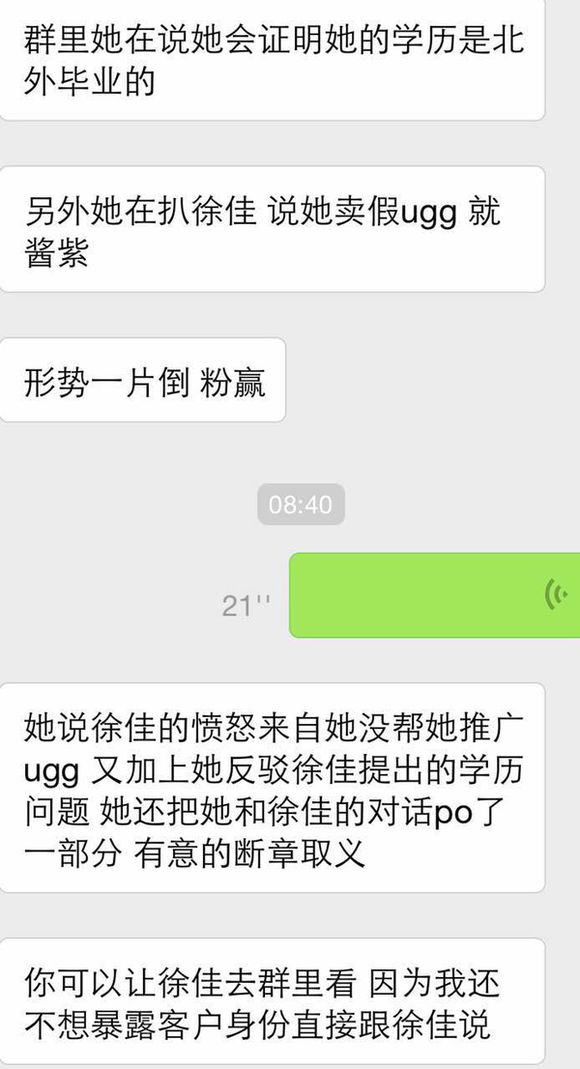 群里她在说她会证明她的学历是北
外毕业的
另外她在扒徐佳 说她卖假ugg 就
酱紫
形势一片倒 粉赢
08:40
21''
她说徐佳的愤怒来自她没帮她推广
ugg 又加上她反驳徐佳提出的学历
问题 她还把她和徐佳的对话po了
一部分 有意的断章取义
你可以让徐佳去群里看 因为我还
不想暴露客户身份直接跟徐佳说